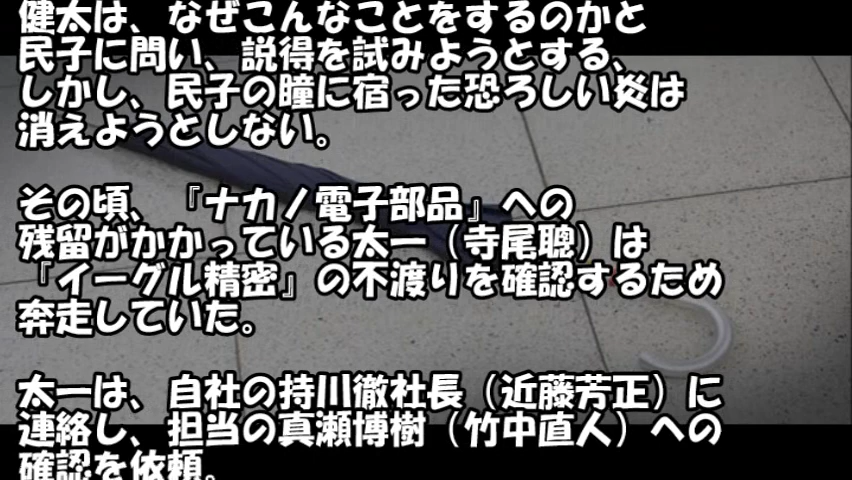 健太は、なぜこんなことをするのかと
民子に問い、説得を試みようとする、
しかし、民子の瞳に宿った恐ろしい炎は
消えようとしない。
その頃、『ナカノ電子部品』への
残留がかかっている太一（寺尾聰）は
『イーグル精密』の不渡りを確認するため
奔走していた。
太一は、自社の持川徹社長（近藤芳正）に
連絡し、担当の真瀬博樹（竹中直人）への
確認を依頼。